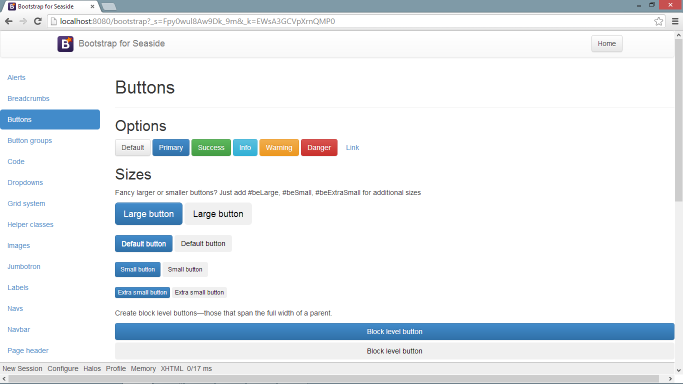 Bootstrap for Seaside
localhost:8080/bootstrap?_s=Fpy0wul8Aw9Dk_9m&_k=EWsA3GCVpXrnQMP0
B Bootstrap for Seaside Home
Alerts
Breadcrumbs
Buttons
Button groups
Code
Dropdowns
Grid system
Helper classes
Images
Jumbotron
Labels
Navs
Navbar
Page header
Buttons
Options
Default Primary Success Info Warning Danger Link
Sizes
Fancy larger or smaller buttons? Just add #beLarge, #beSmall, #beExtraSmall for additional sizes
Large button Large button
Default button Default button
Small button Small button
Extra small button Extra small button
Create block level buttons—those that span the full width of a parent.
Block level button
Block level button
New Session Configure Halos Profile Memory XHTML 0/17 ms